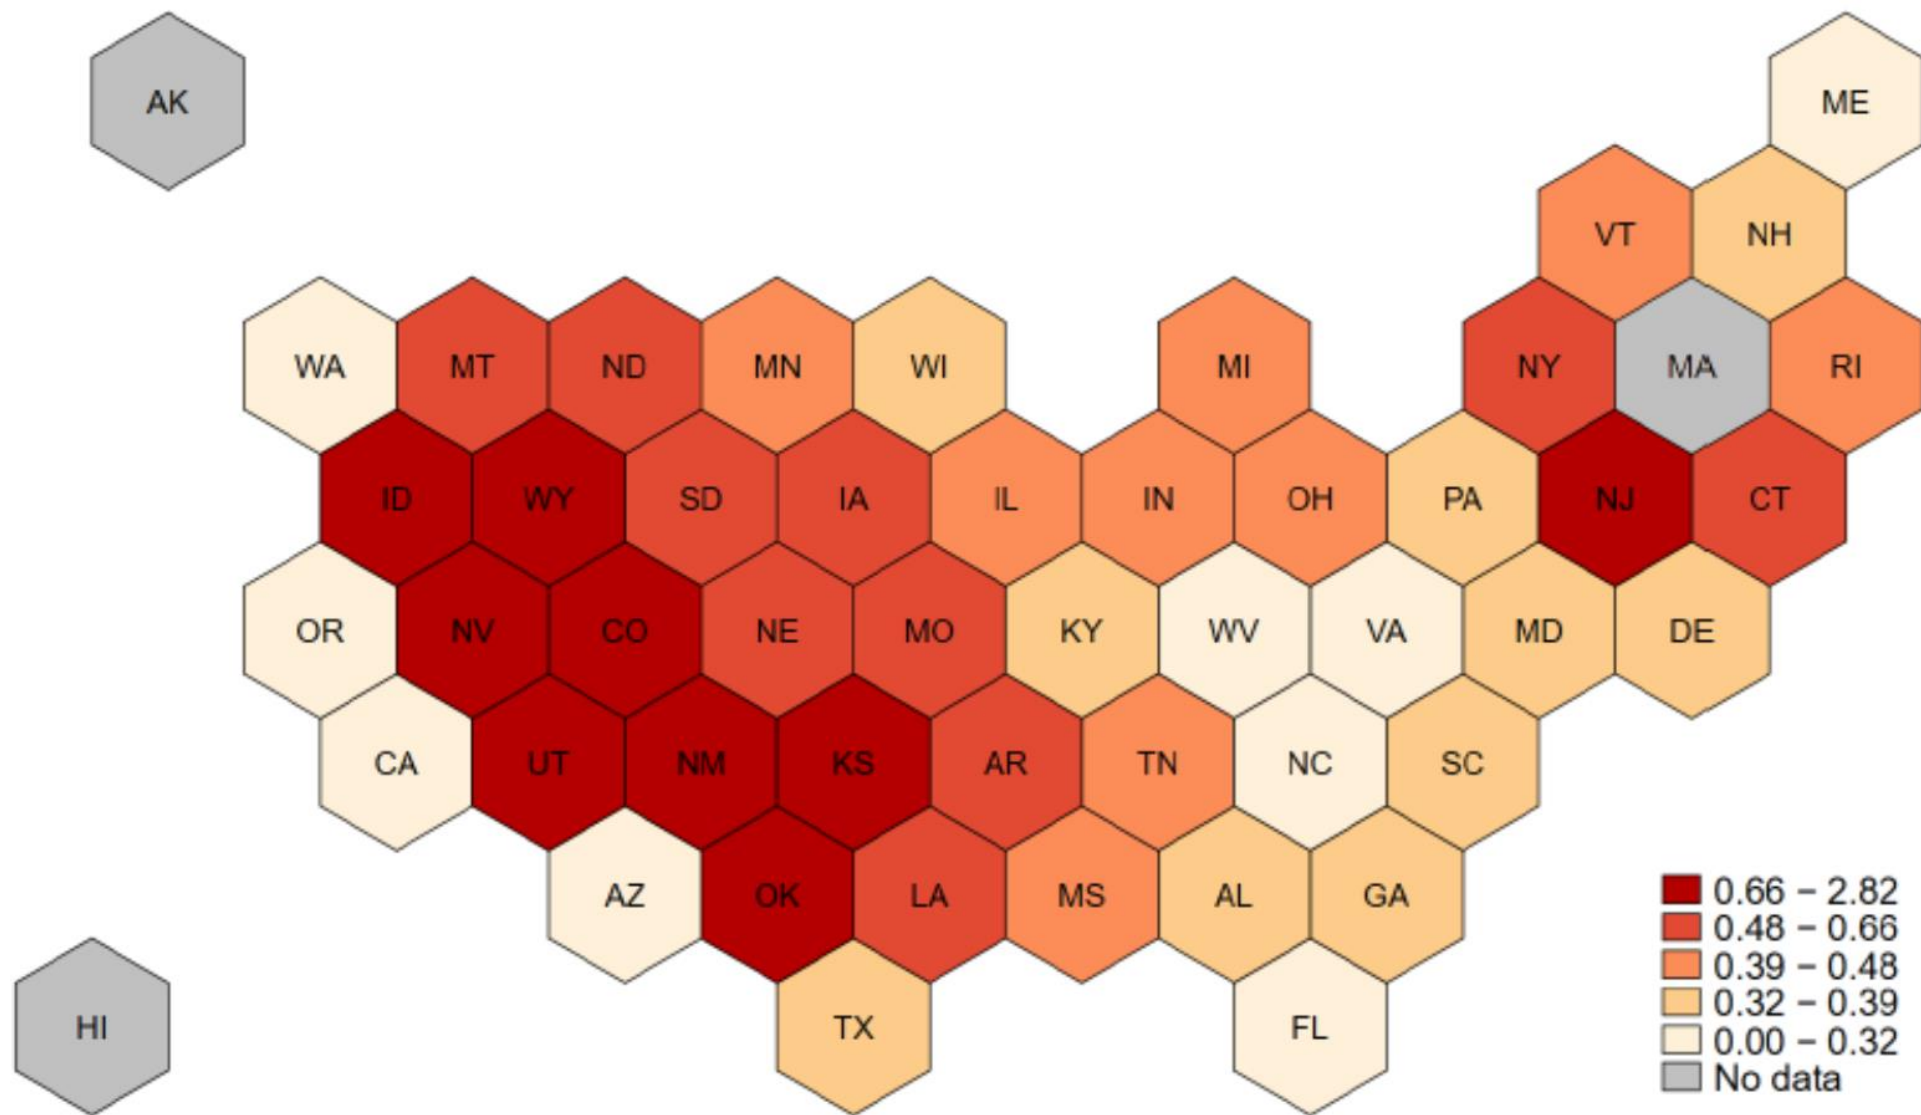 AK
ME
VT NH
WA MT ND MN WI MI NY MA RI
ID WY SD IA IL IN OH PA NJ CT
OR NV CO NE MO KY WV VA MD DE
CA UT NM KS AR TN NC SC
AZ OK LA MS AL GA
HI TX FL
0.66 − 2.82
0.48 − 0.66
0.39 − 0.48
0.32 − 0.39
0.00 − 0.32
No data